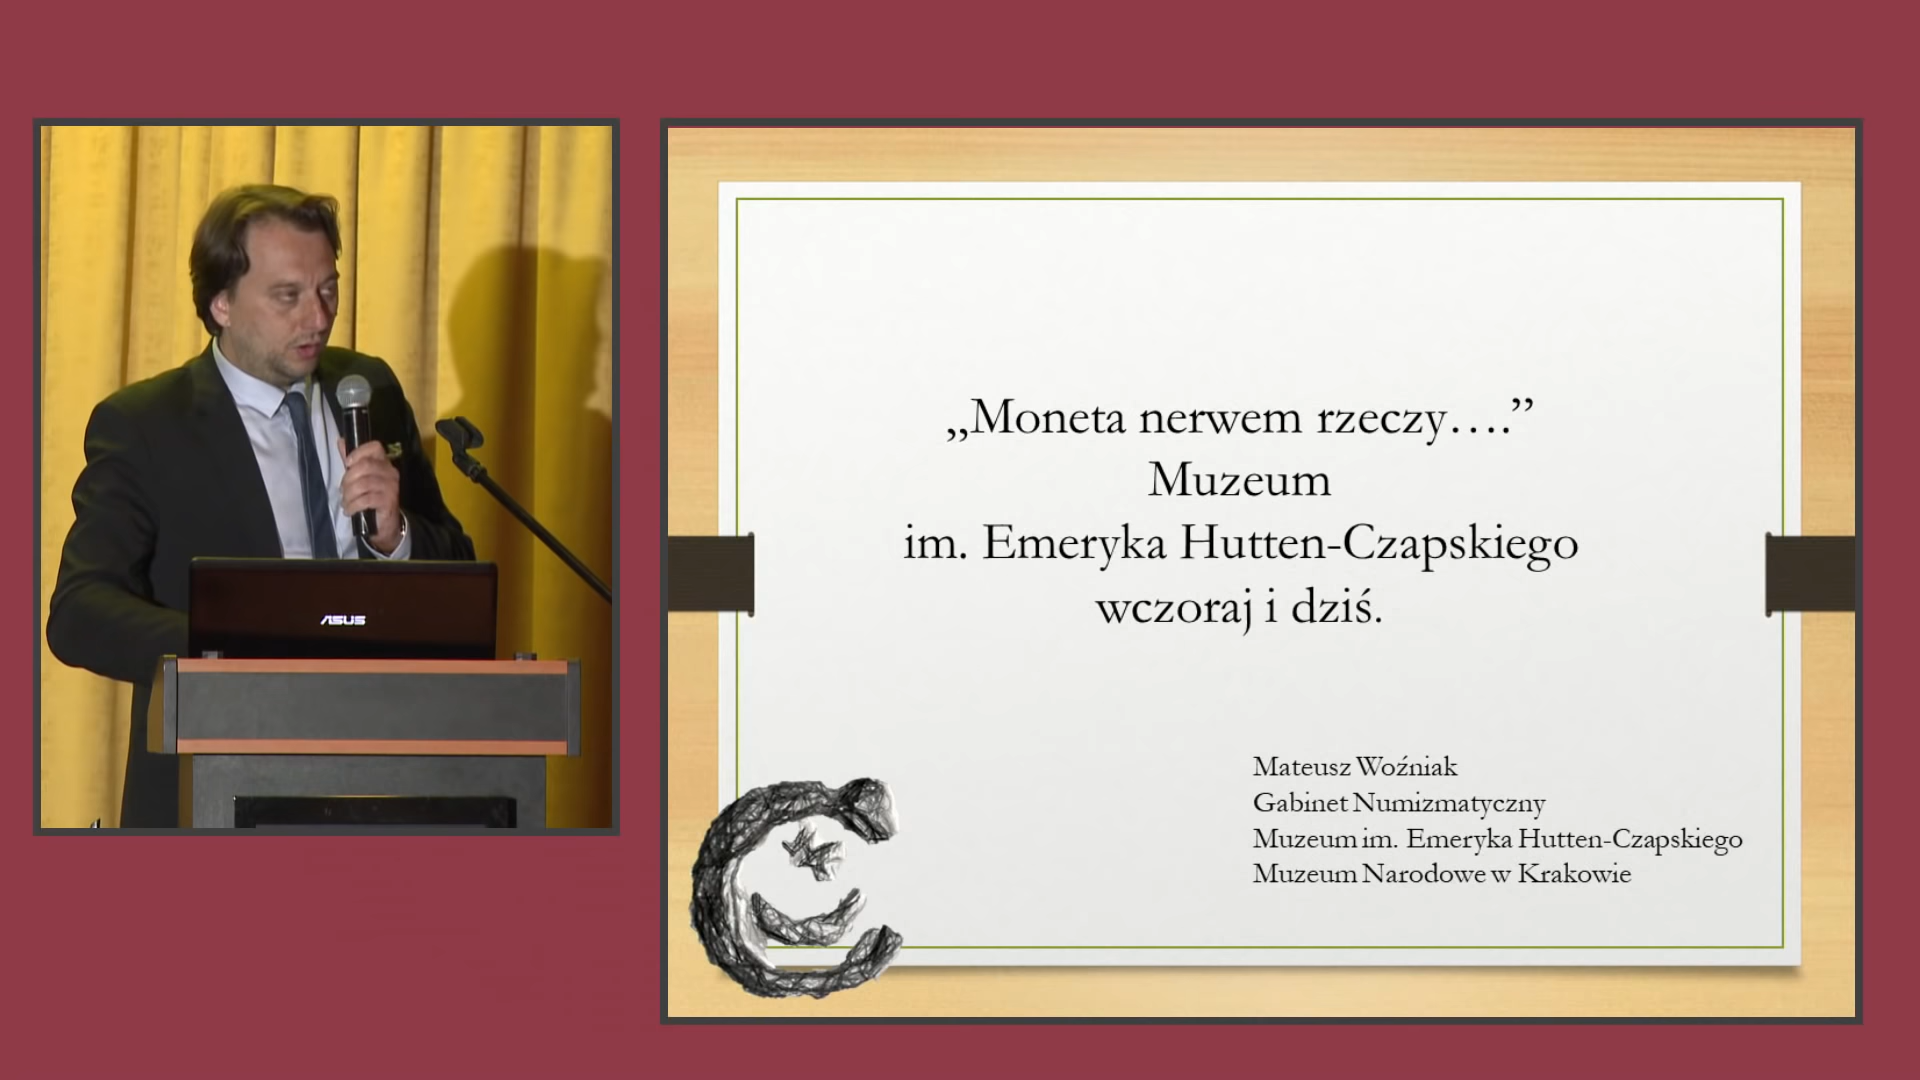 ASUS
„Moneta nerwem rzeczy….”
Muzeum
im. Emeryka Hutten-Czapskiego
wczoraj i dziś.
Mateusz Woźniak
Gabinet Numizmatyczny
Muzeum im. Emeryka Hutten-Czapskiego
Muzeum Narodowe w Krakowie